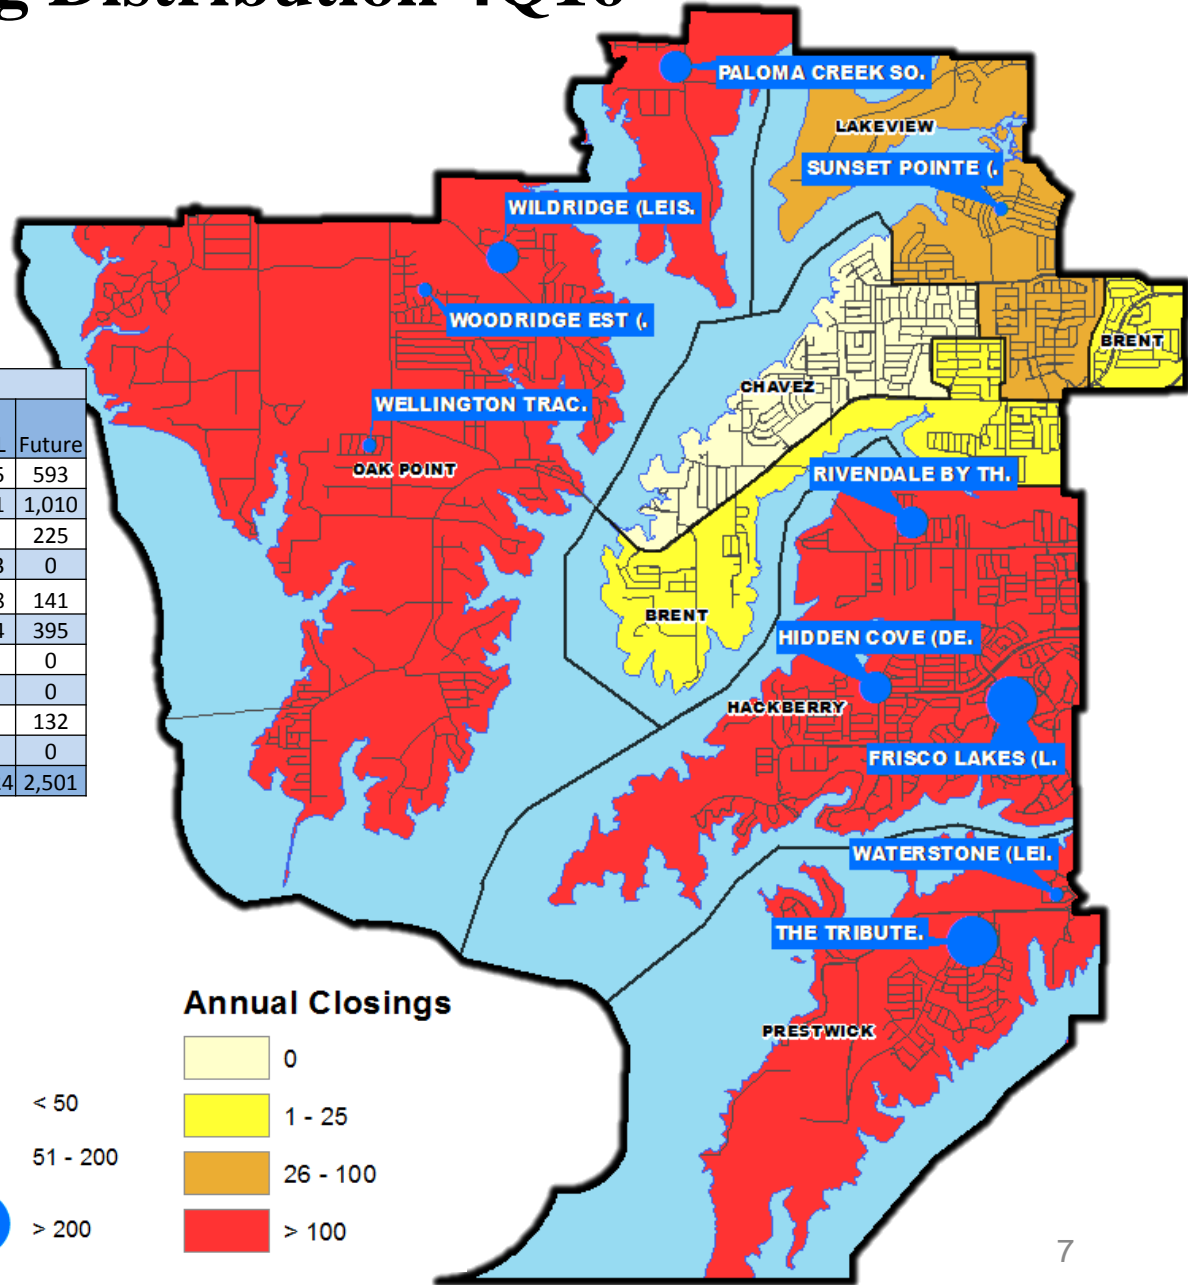 Distribution 4Q16
PALOMA CREEK SO.
LAKEVIEW
SUNSET POINTE (.
WILDRIDGE (LEIS.
WOODRIDGE EST (.
BRENT
CHAVEZ
WELLINGTON TRAC.
OAK POINT
RIVENDALE BY TH.
BRENT
HIDDEN COVE (DE.
HACKBERRY
FRISCO LAKES (L.
WATERSTONE (LEI.
THE TRIBUTE.
PRESTWICK
Future
593
1,010
225
0
141
395
0
0
132
0
4 2,501
Annual Closings
0
1 - 25
26 - 100
> 100
< 50
51 - 200
> 200
7